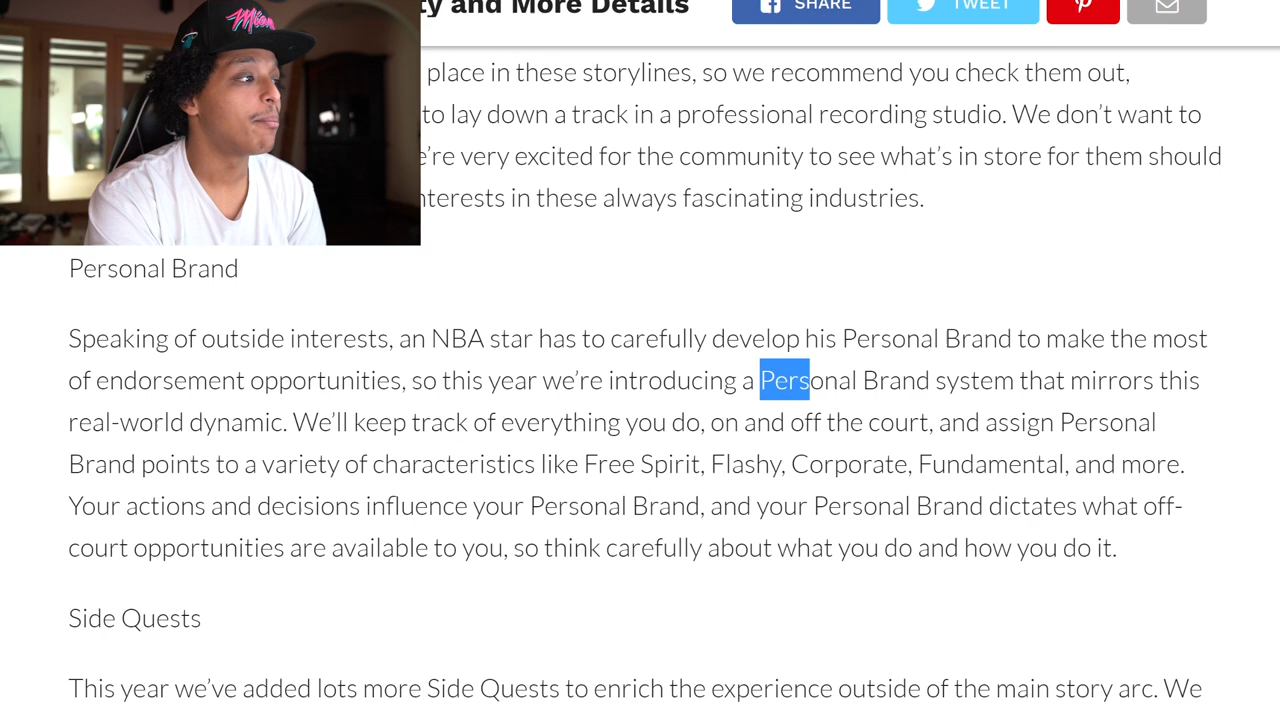 ty and More Details
SHARE
TWEET
Miami
place in these storylines, so we recommend you check them out,
to lay down a track in a professional recording studio. We don’t want to
e’re very excited for the community to see what’s in store for them should
nterests in these always fascinating industries.
Personal Brand
Speaking of outside interests, an NBA star has to carefully develop his Personal Brand to make the most
of endorsement opportunities, so this year we’re introducing a Personal Brand system that mirrors this
real-world dynamic. We’ll keep track of everything you do, on and off the court, and assign Personal
Brand points to a variety of characteristics like Free Spirit, Flashy, Corporate, Fundamental, and more.
Your actions and decisions influence your Personal Brand, and your Personal Brand dictates what off-
court opportunities are available to you, so think carefully about what you do and how you do it.
Side Quests
This year we’ve added lots more Side Quests to enrich the experience outside of the main story arc. We